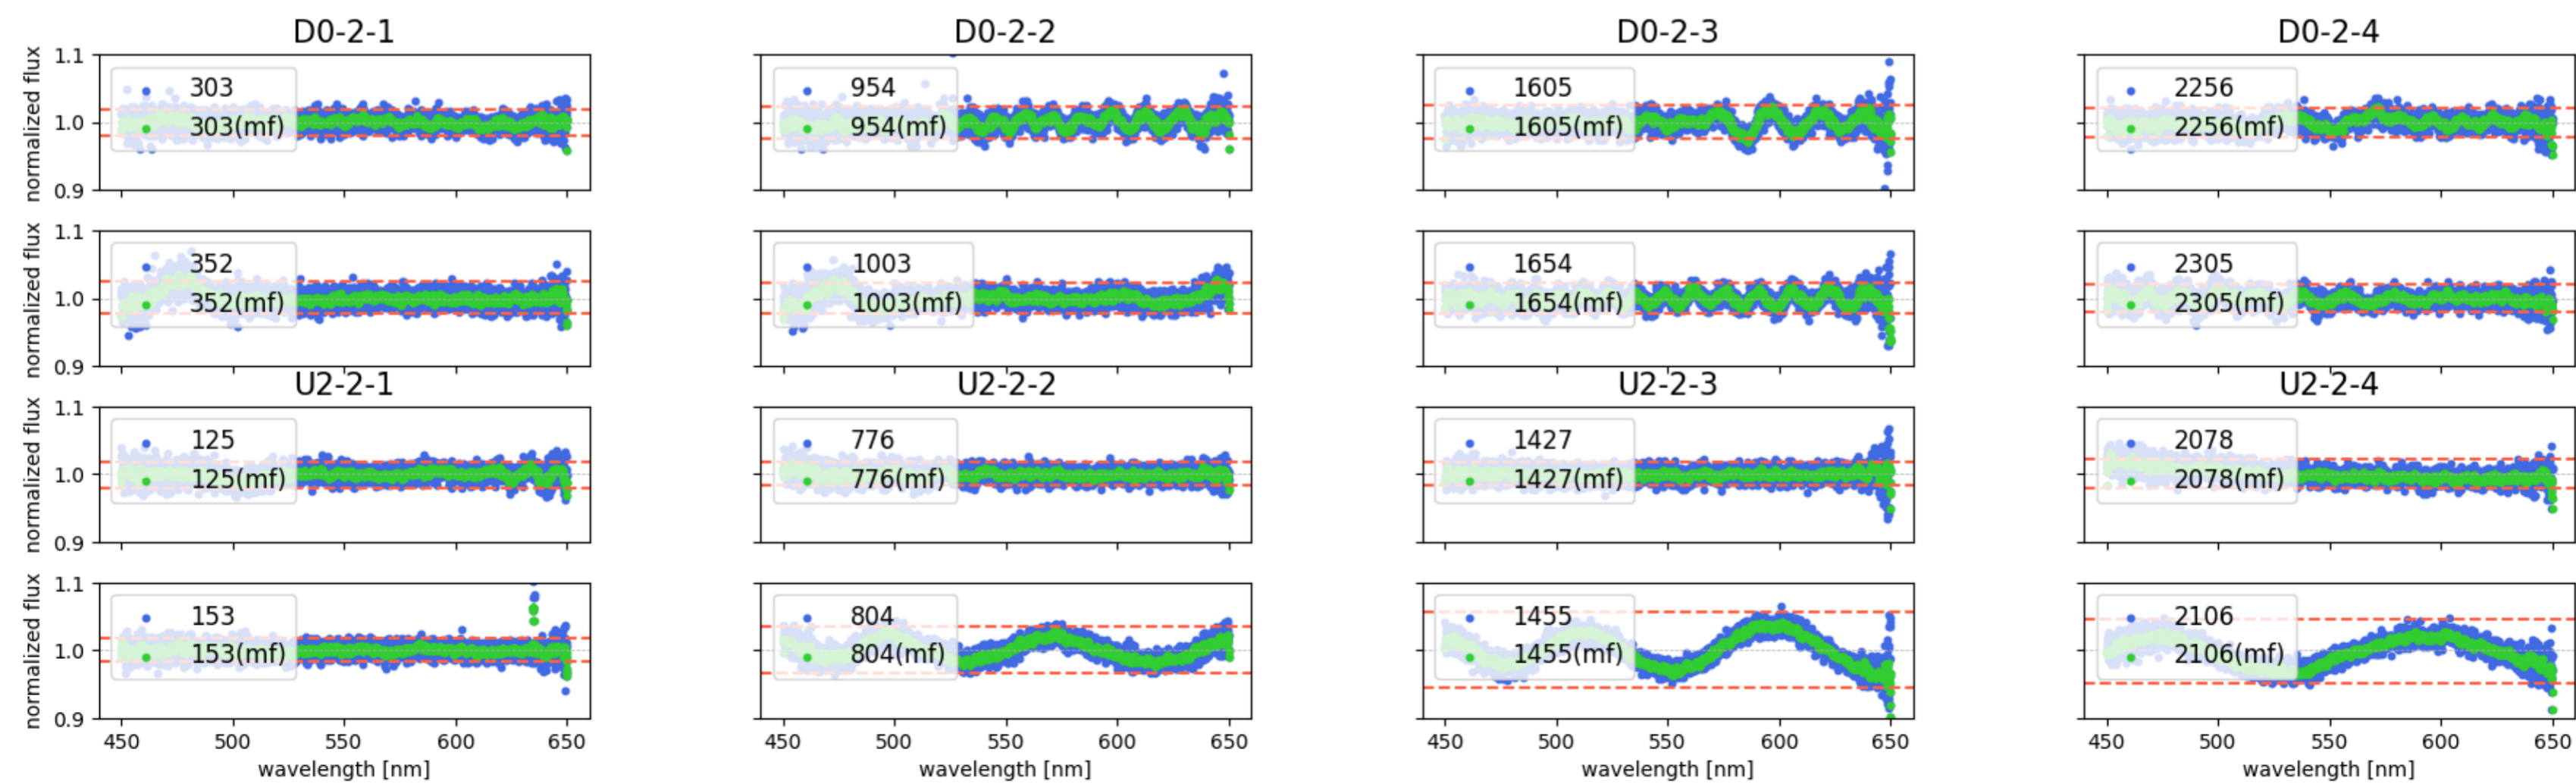 D0-2-1 D0-2-2 D0-2-3 D0-2-4
normalized flux
1.1
1.0
0.9
303
303(mf)
954
954(mf)
1605
1605(mf)
2256
2256(mf)
normalized flux
1.1
1.0
0.9
352
352(mf)
1003
1003(mf)
1654
1654(mf)
2305
2305(mf)
U2-2-1 U2-2-2 U2-2-3 U2-2-4
normalized flux
1.1
1.0
0.9
125
125(mf)
776
776(mf)
1427
1427(mf)
2078
2078(mf)
normalized flux
1.1
1.0
0.9
153
153(mf)
804
804(mf)
1455
1455(mf)
2106
2106(mf)
450 500 550 600 650 450 500 550 600 650 450 500 550 600 650 450 500 550 600 650
wavelength [nm] wavelength [nm] wavelength [nm] wavelength [nm]